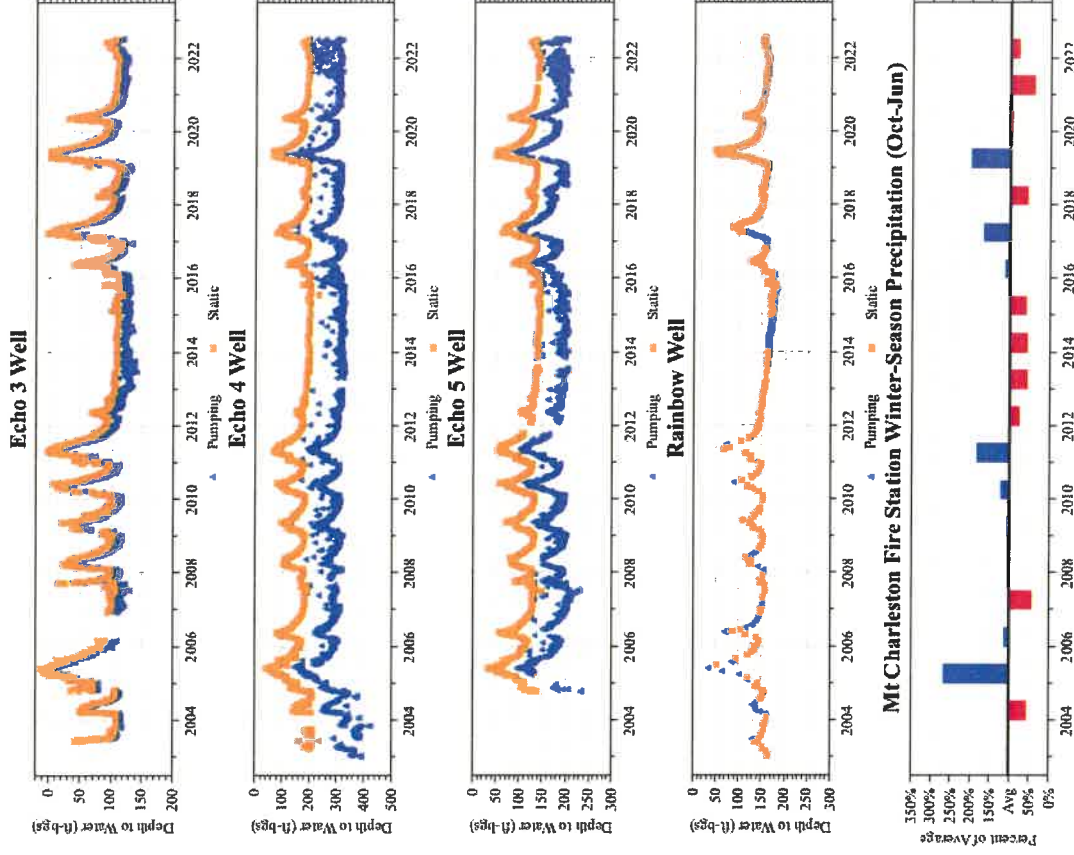 Echo 3 Well
Depth to Water (ft-bgs)
0
50
100
150
200
2004 2006 2008 2010 2012 2014 2016 2018 2020 2022
Pumping Static
Echo 4 Well
Depth to Water (ft-bgs)
0
100
200
300
400
500
2004 2006 2008 2010 2012 2014 2016 2018 2020 2022
Pumping Static
Echo 5 Well
Depth to Water (ft-bgs)
0
50
100
150
200
250
300
2004 2006 2008 2010 2012 2014 2016 2018 2020 2022
Pumping Static
Rainbow Well
Depth to Water (ft-bgs)
0
50
100
150
200
250
300
2004 2006 2008 2010 2012 2014 2016 2018 2020 2022
Pumping Static
Mt Charleston Fire Station Winter-Season Precipitation (Oct-Jun)
Percent of Average
350%
300%
250%
200%
150%
Avg
50%
0%
2004 2006 2008 2010 2012 2014 2016 2018 2020 2022